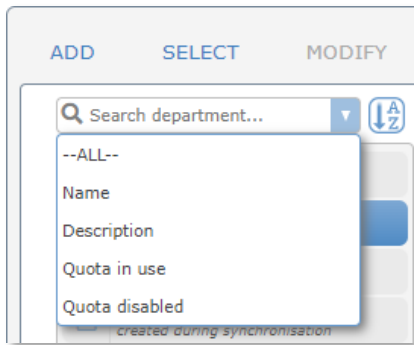 ADD SELECT MODIFY
Search department...
A
Z
--ALL--
Name
Description
Quota in use
Quota disabled
created during synchronisation